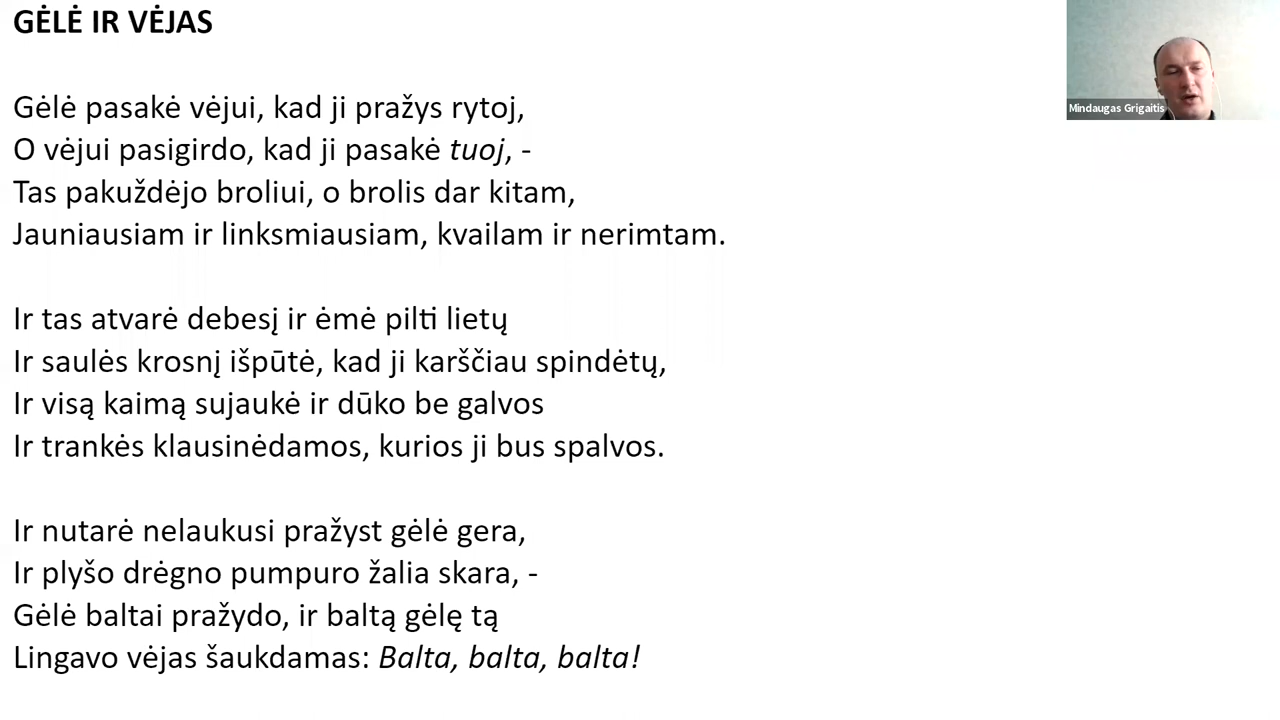 GĖLĖ IR VĖJAS
Mindaugas Grigaitis
Gėlė pasakė vėjui, kad ji pražys rytoj,
O vėjui pasigirdo, kad ji pasakė tuoj, -
Tas pakuždėjo broliui, o brolis dar kitam,
Jauniausiam ir linksmiausiam, kvailam ir nerimtam.
Ir tas atvarė debesį ir ėmė pilti lietų
Ir saulės krosnį išpūtė, kad ji karščiau spindėtų,
Ir visą kaimą sujaukė ir dūko be galvos
Ir trankės klausinėdamos, kurios ji bus spalvos.
Ir nutarė nelaukusi pražyst gėlė gera,
Ir plyšo drėgno pumpuro žalia skara, -
Gėlė baltai pražydo, ir baltą gėlę tą
Lingavo vėjas šaukdamas: Balta, balta, balta!